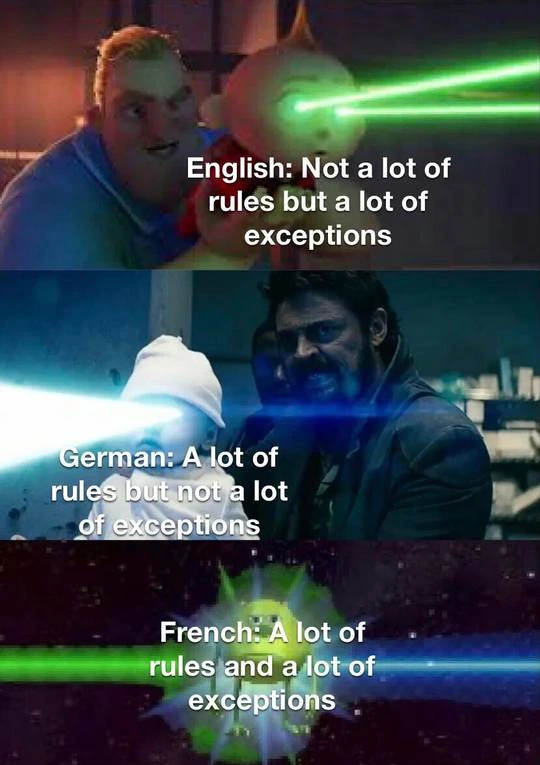 English: Not a lot of
rules but a lot of
exceptions
German: A lot of
rules but not a lot
of exceptions
French: A lot of
rules and a lot of
exceptions